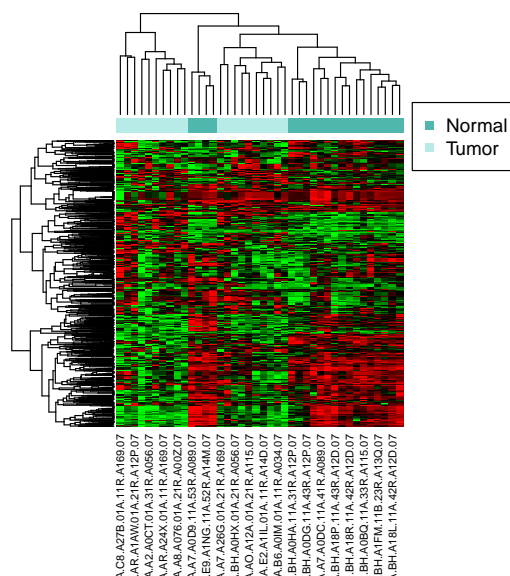 Normal
Tumor
A.C8.A27B.01A.11R.A169.07
.AR.A1AW.01A.21R.A12P.07
A.A2.A0CT.01A.31R.A056.07
A.AR.A24X.01A.11R.A169.07
A.A8.A076.01A.21R.A00Z.07
A.A7.A0D9.11A.53R.A089.07
.E9.A1NG.11A.52R.A14M.07
A.A7.A26G.01A.21R.A169.07
.BH.A0HX.01A.21R.A056.07
.AO.A12A.01A.21R.A115.07
A.E2.A1IL.01A.11R.A14D.07
A.B6.A0IM.01A.11R.A034.07
.BH.A0HA.11A.31R.A12P.07
.BH.A0DG.11A.43R.A12P.07
A.A7.A0DC.11A.41R.A089.07
.BH.A18P.11A.43R.A12D.07
.BH.A18R.11A.42R.A12D.07
.BH.A0BQ.11A.33R.A115.07
.BH.A1FM.11B.23R.A13Q.07
.BH.A18L.11A.42R.A12D.07